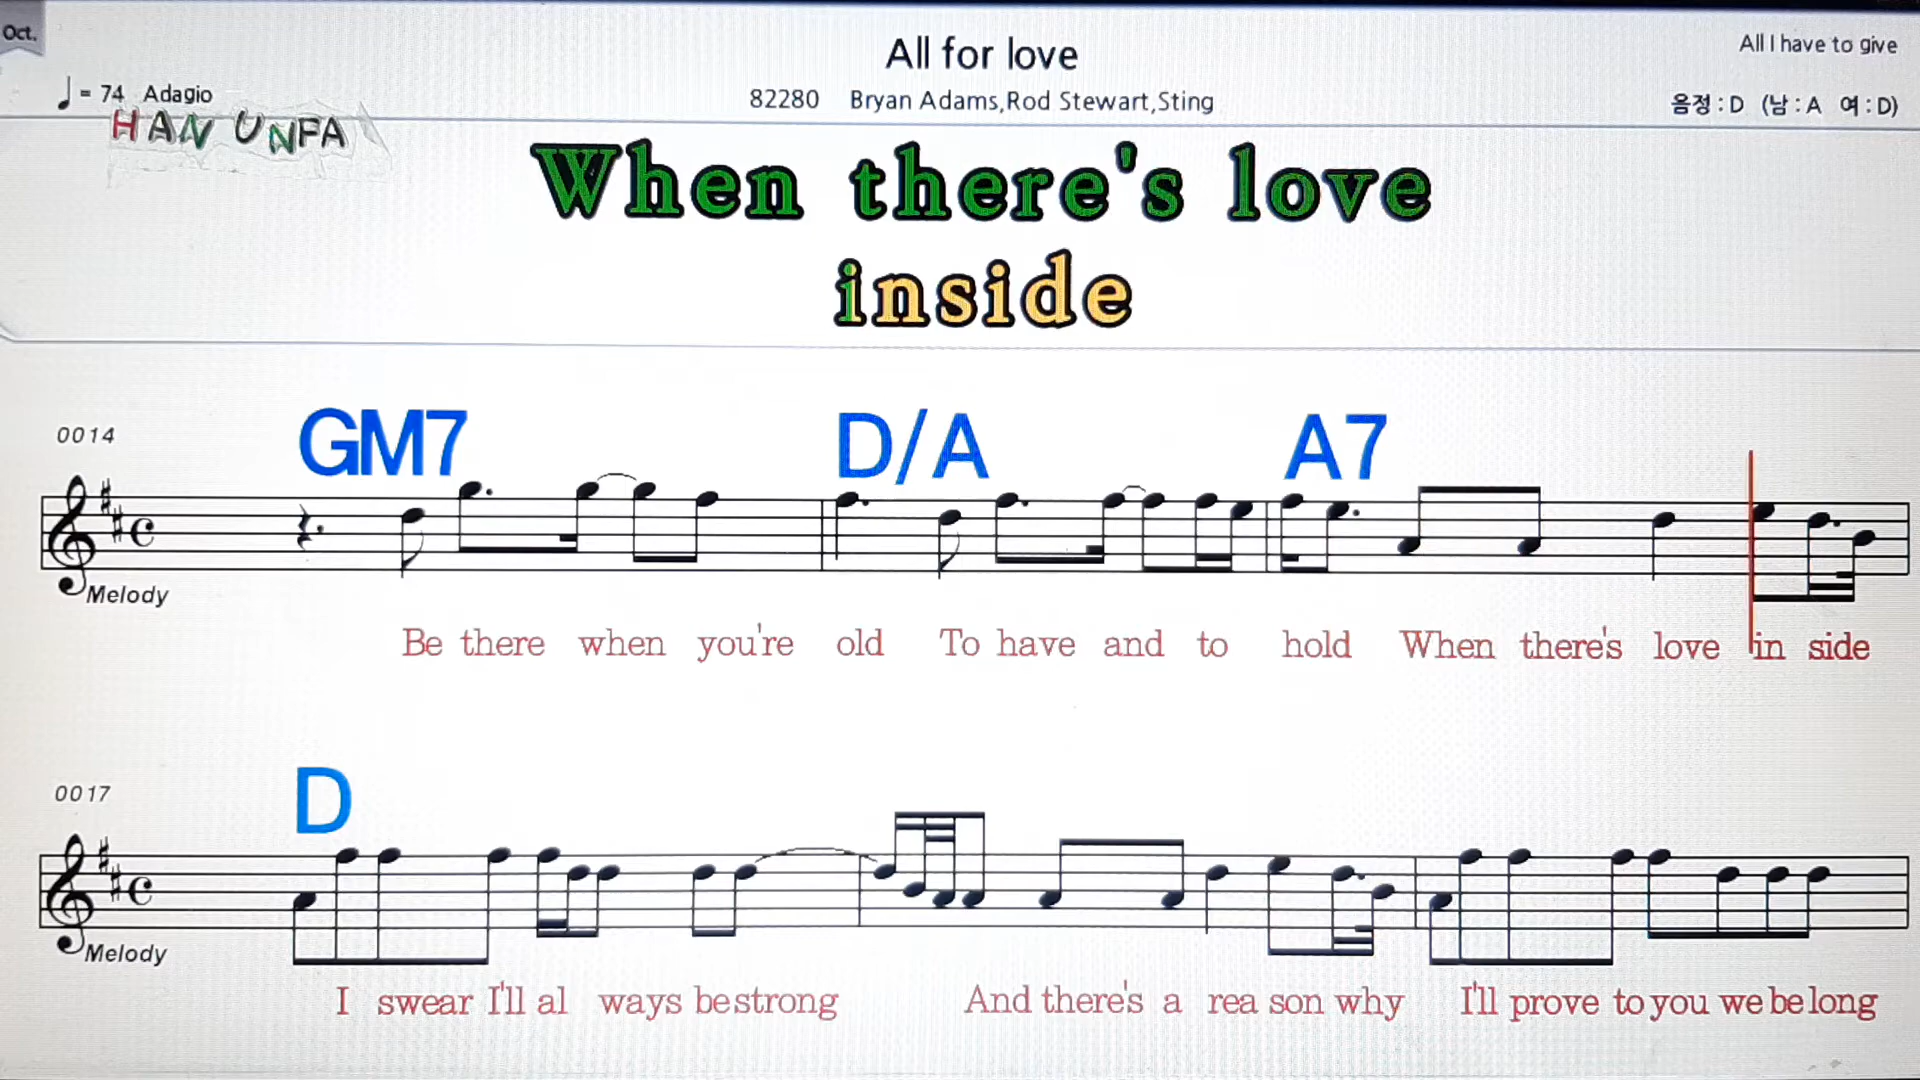 Oct.
All for love
All I have to give
♩ = 74 Adagio
82280 Bryan Adams,Rod Stewart,Sting
음정 : D (남 : A 여 : D)
HAN UNFA
When there's love
inside
0014
GM7 D/A A7
Melody
Be there when you're old To have and to hold When there's love in side
0017
D
Melody
I swear I'll al ways be strong And there's a rea son why I'll prove to you we be long